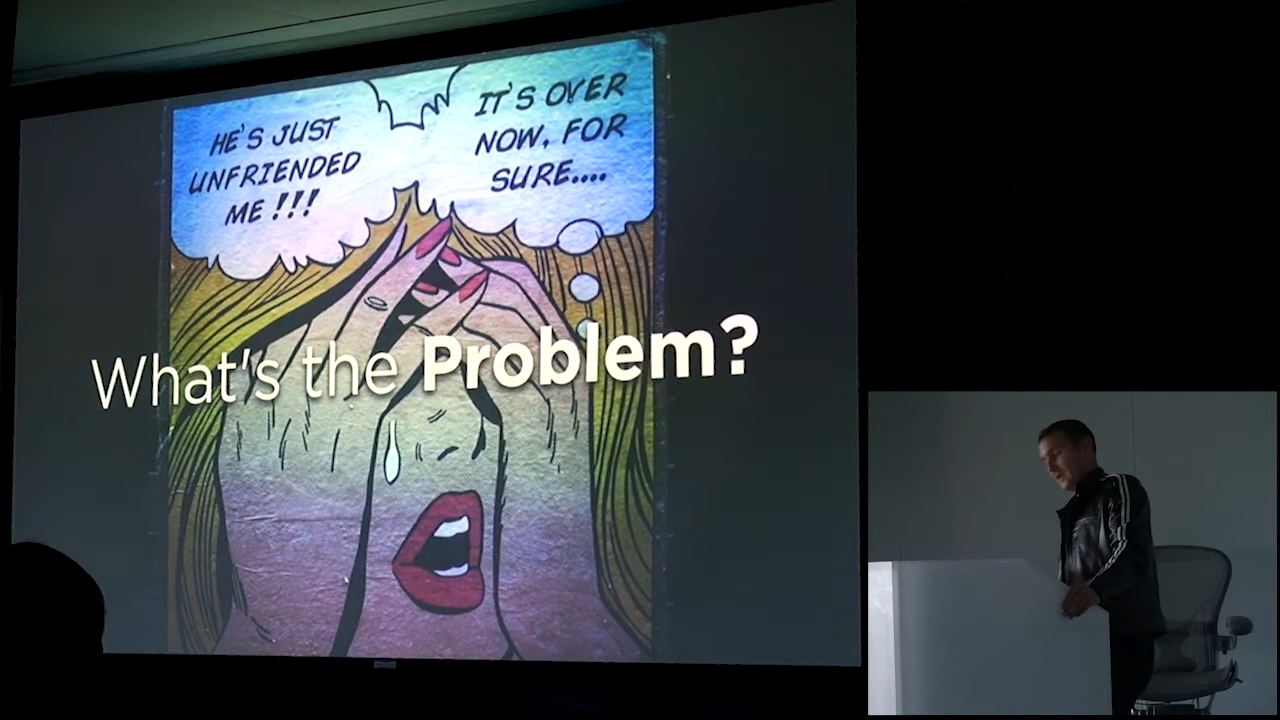 HE'S JUST
UNFRIENDED
ME!!!
IT'S OVER
NOW, FOR
SURE....
What's the Problem?